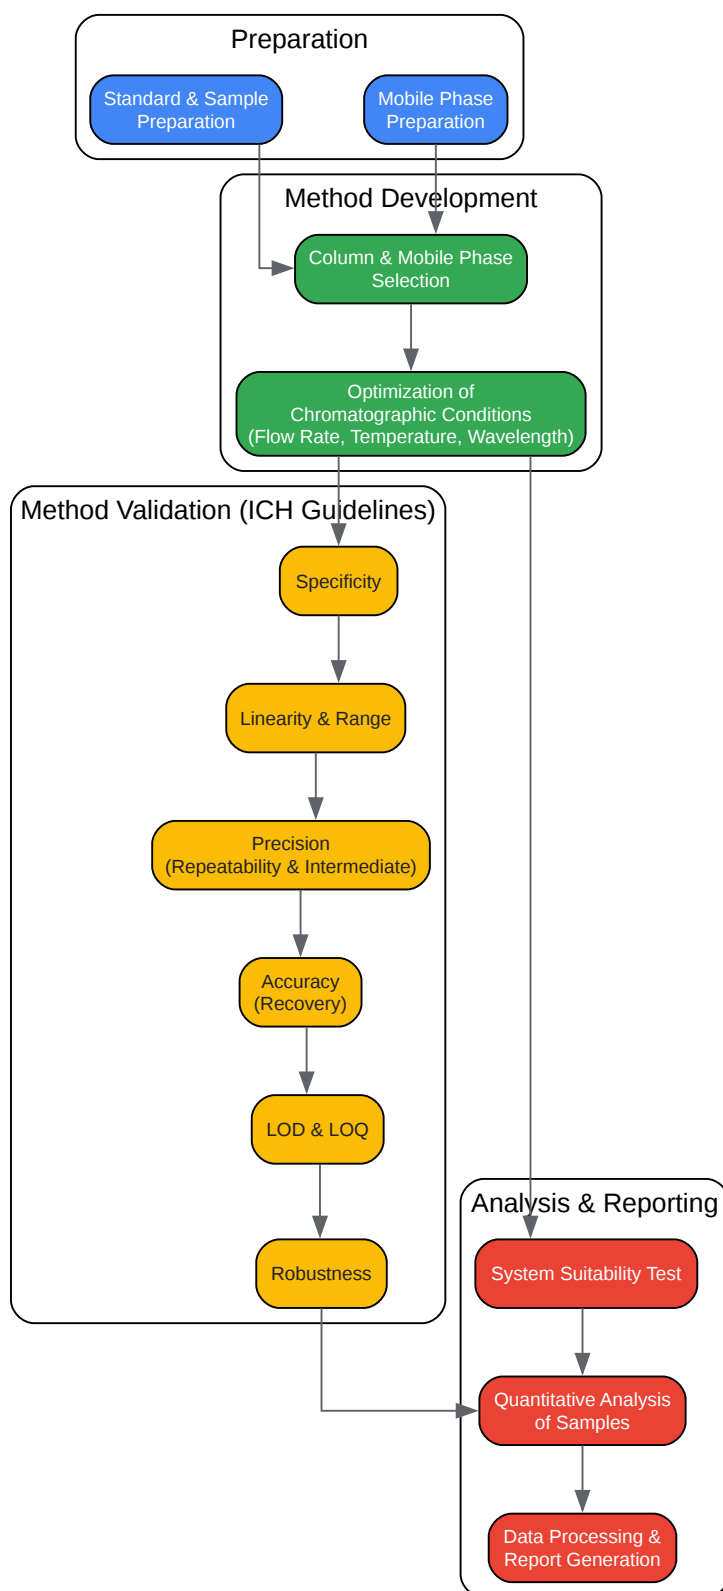 Preparation
Standard & Sample
Preparation
Mobile Phase
Preparation
Method Development
Column & Mobile Phase
Selection
Optimization of
Chromatographic Conditions
(Flow Rate, Temperature, Wavelength)
Method Validation (ICH Guidelines)
Specificity
Linearity & Range
Precision
(Repeatability & Intermediate)
Accuracy
(Recovery)
LOD & LOQ
Robustness
Analysis & Reporting
System Suitability Test
Quantitative Analysis
of Samples
Data Processing &
Report Generation